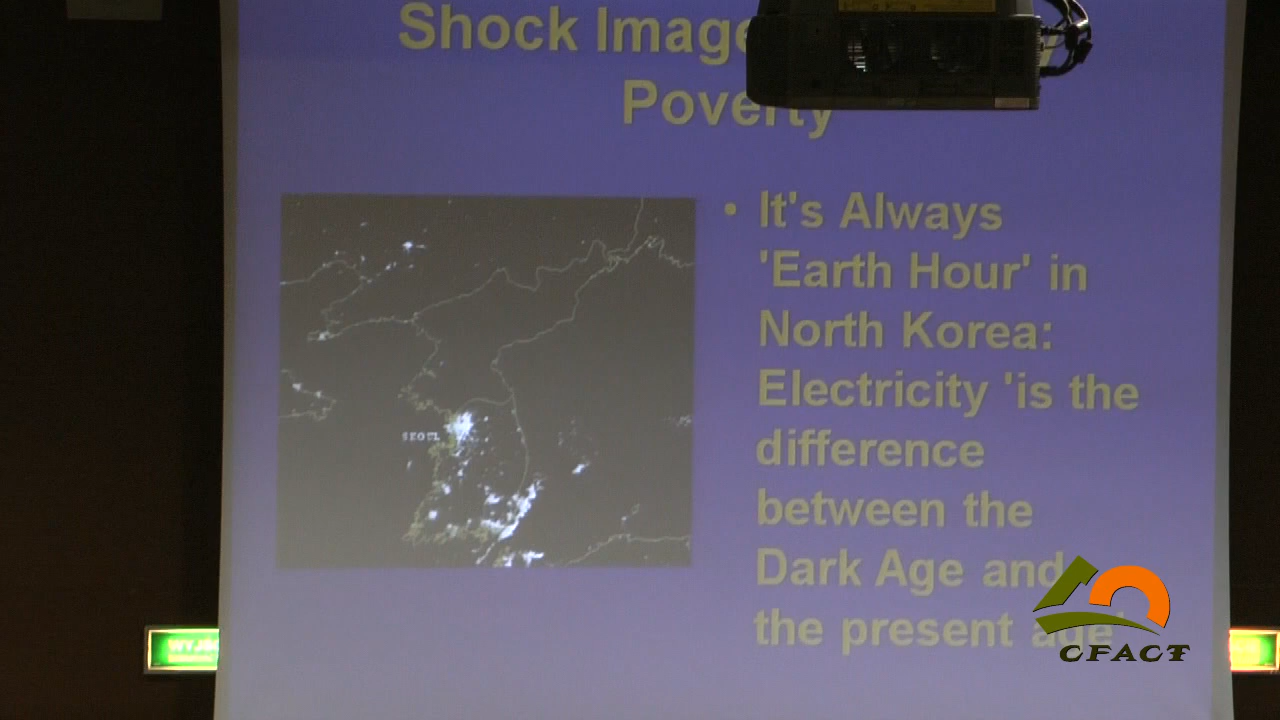 Shock Image
Poverty
• It's Always
'Earth Hour' in
North Korea:
Electricity 'is the
difference
between the
Dark Age and
the present age'
SEOUL
CFACT